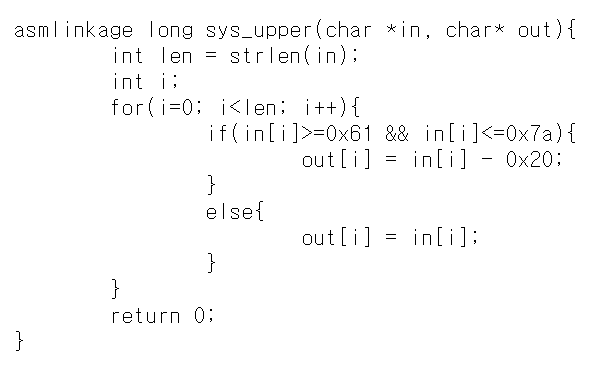 asmlinkage long sys_upper(char *in, char* out){
        int len = strlen(in);
        int i;
        for(i=0; i<len; i++){
                if(in[i]>=0x61 && in[i]<=0x7a){
                        out[i] = in[i] - 0x20;
                }
                else{
                        out[i] = in[i];
                }
        }
        return 0;
}